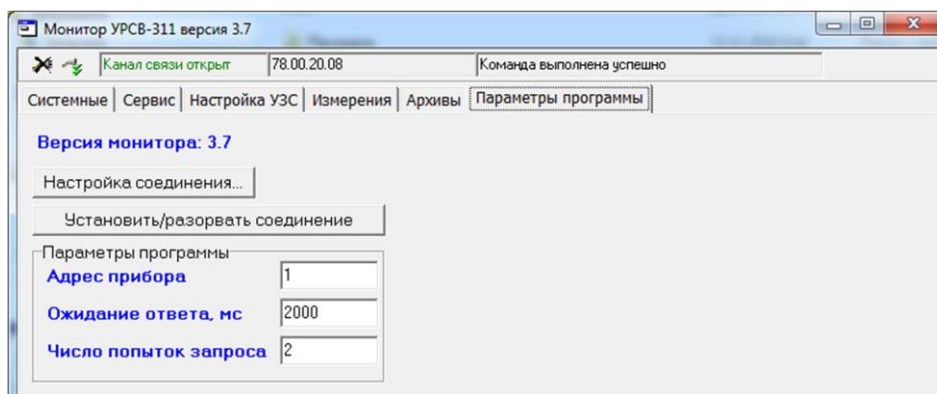 Монитор УРСВ-311 версия 3.7
Канал связи открыт 78.00.20.08 Команда выполнена успешно
Системные Сервис Настройка УЗС Измерения Архивы Параметры программы
Версия монитора: 3.7
Настройка соединения...
Установить/разорвать соединение
Параметры программы
Адрес прибора 1
Ожидание ответа, мс 2000
Число попыток запроса 2